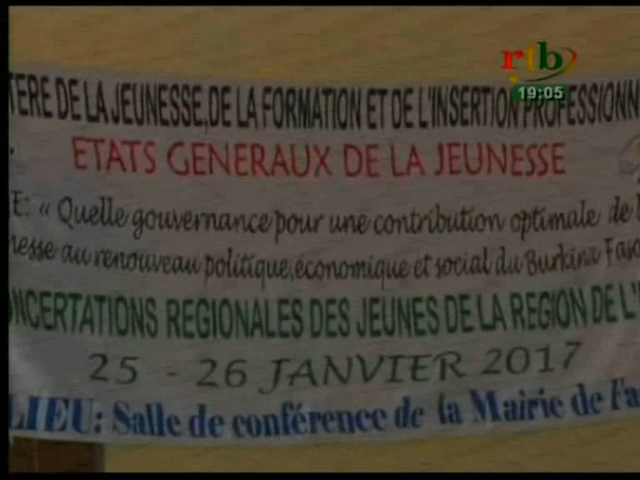 rtb
19:05
TERE DE LA JEUNESSE, DE LA FORMATION ET DE L'INSERTION PROFESSIONN
ETATS GENERAUX DE LA JEUNESSE
E: « Quelle gouvernance pour une contribution optimale de l
nesse au renouveau politique, économique et social du Burkina Faso
NCERTATIONS REGIONALES DES JEUNES DE LA REGION DE L'
25 - 26 JANVIER 2017
LIEU: Salle de conférence de la Mairie de l'a